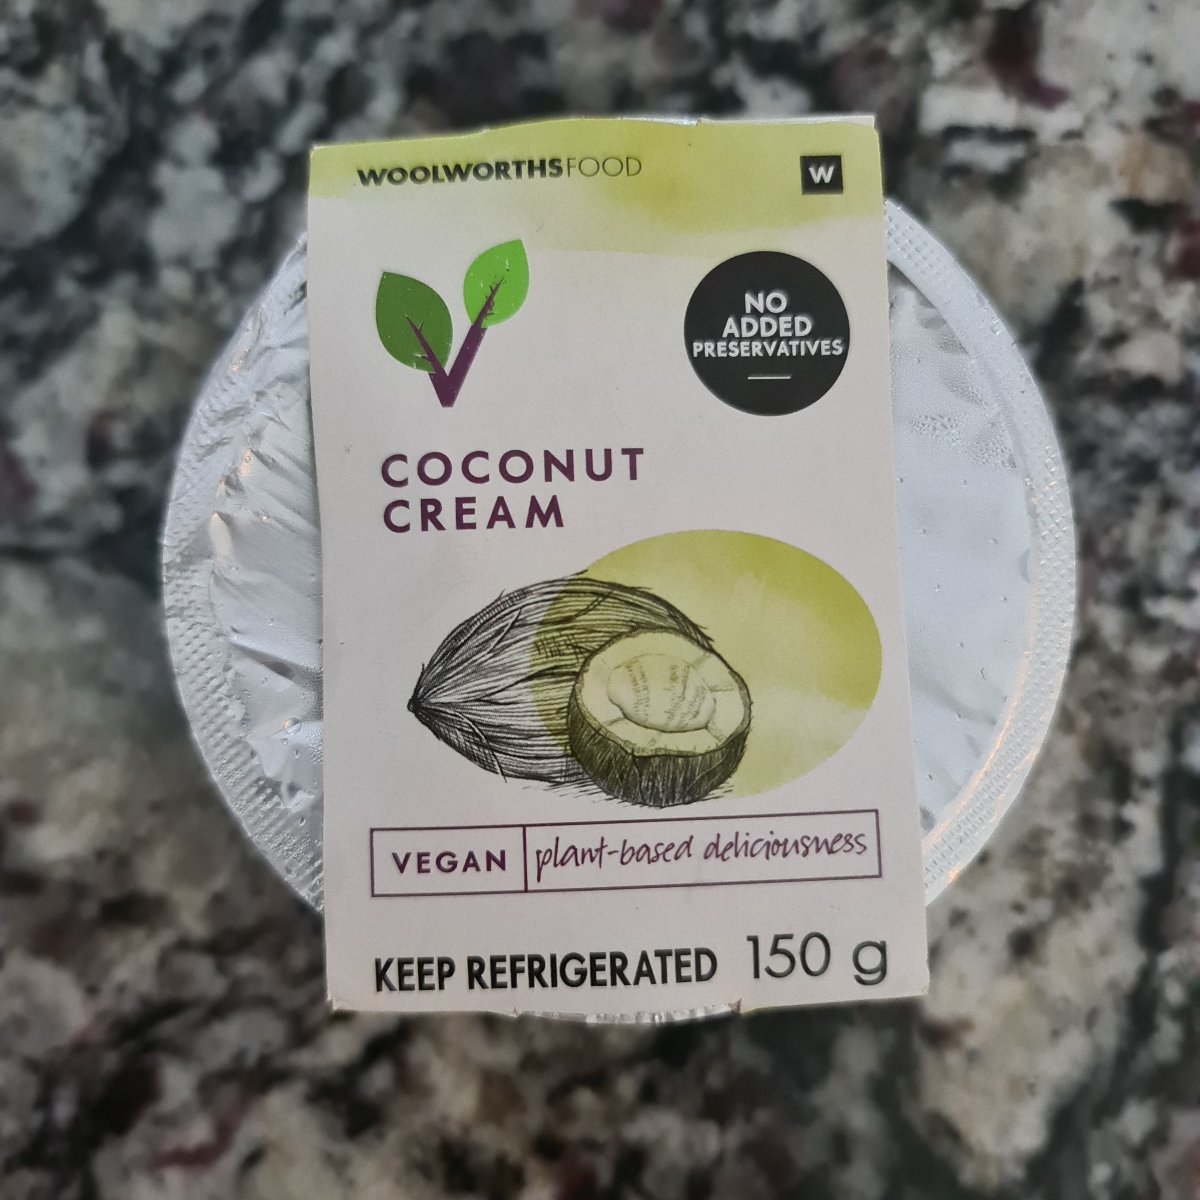 WOOLWORTHSFOOD
W
NO
ADDED
PRESERVATIVES
COCONUT
CREAM
VEGAN plant-based deliciousness
KEEP REFRIGERATED 150 g